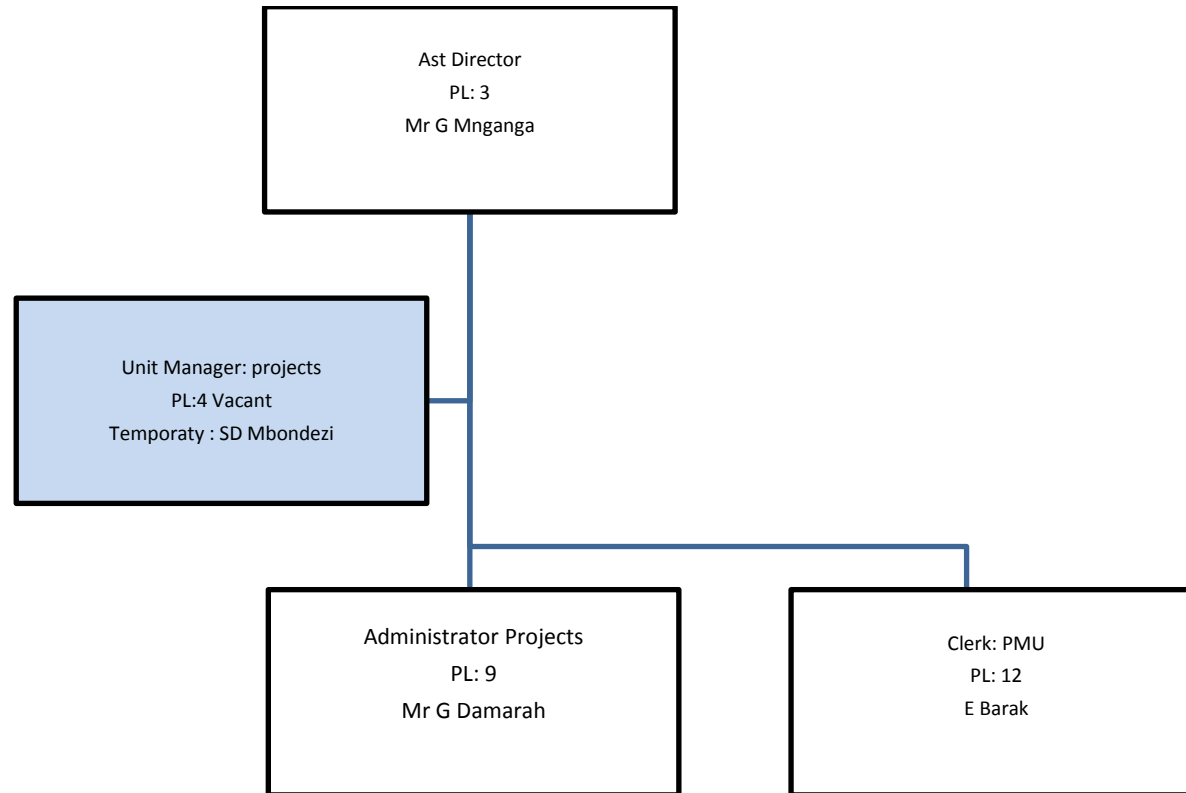 Ast Director
PL: 3
Mr G Mnganga
Unit Manager: projects
PL:4 Vacant
Temporaty : SD Mbondezi
Administrator Projects
PL: 9
Mr G Damarah
Clerk: PMU
PL: 12
E Barak